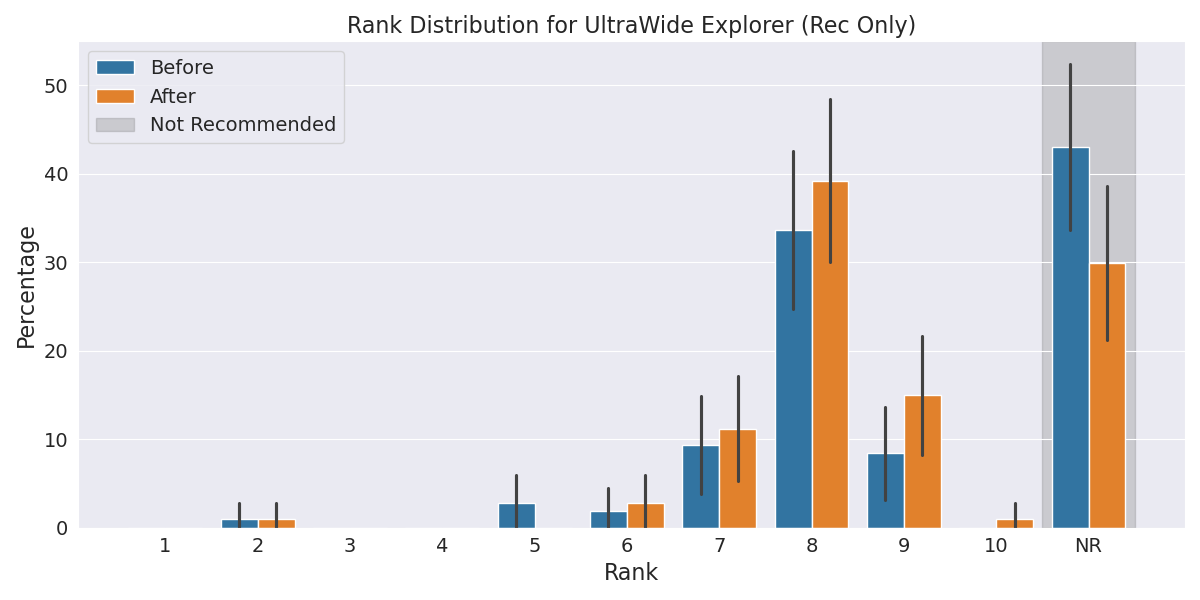 Rank Distribution for UltraWide Explorer (Rec Only)
Before
After
Not Recommended
Percentage
50
40
30
20
10
0
1 2 3 4 5 6 7 8 9 10 NR
Rank